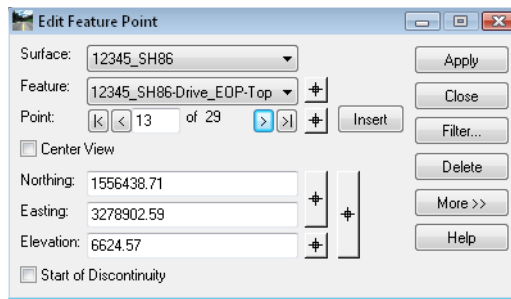 Edit Feature Point
Surface: 12345_SH86 Apply
Feature: 12345_SH86-Drive_EOP-Top Close
Point: 13 of 29 Insert Filter...
Center View
Delete
Northing: 1556438.71
Easting: 3278902.59 More >>
Elevation: 6624.57 Help
Start of Discontinuity